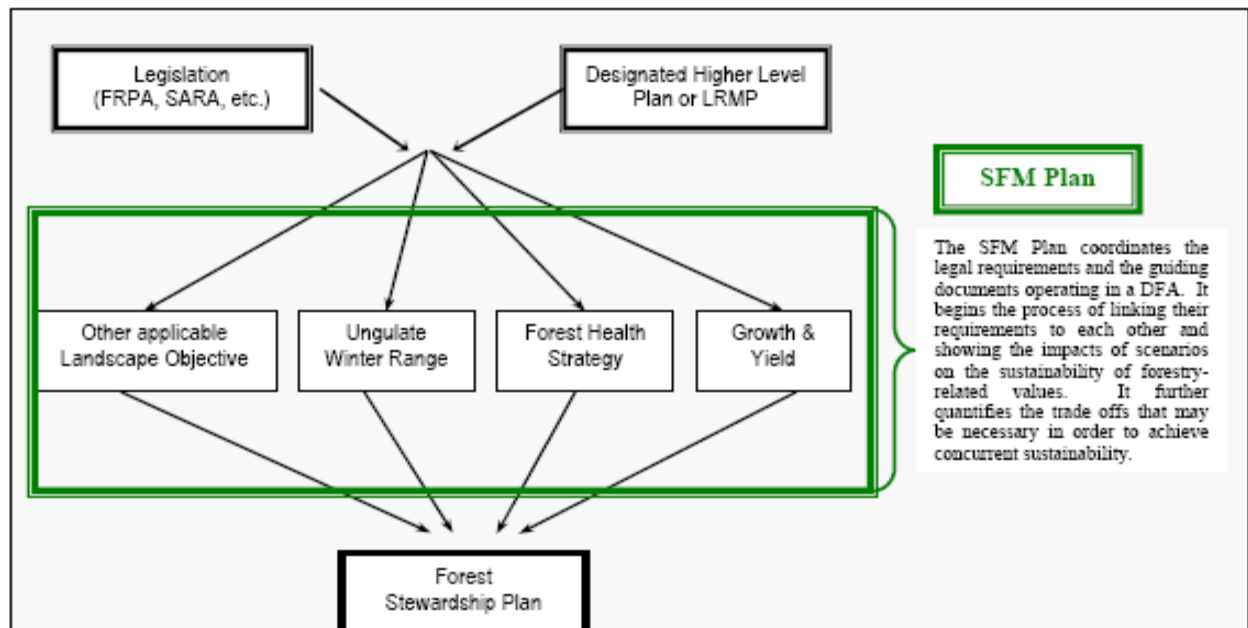 Legislation
(FRPA, SARA, etc.)
Designated Higher Level
Plan or LRMP
SFM Plan
The SFM Plan coordinates the
legal requirements and the guiding
documents operating in a DFA. It
begins the process of linking their
requirements to each other and
showing the impacts of scenarios
on the sustainability of forestry-
related values. It further
quantifies the trade offs that may
be necessary in order to achieve
concurrent sustainability.
Other applicable
Landscape Objective
Ungulate
Winter Range
Forest Health
Strategy
Growth &
Yield
Forest
Stewardship Plan